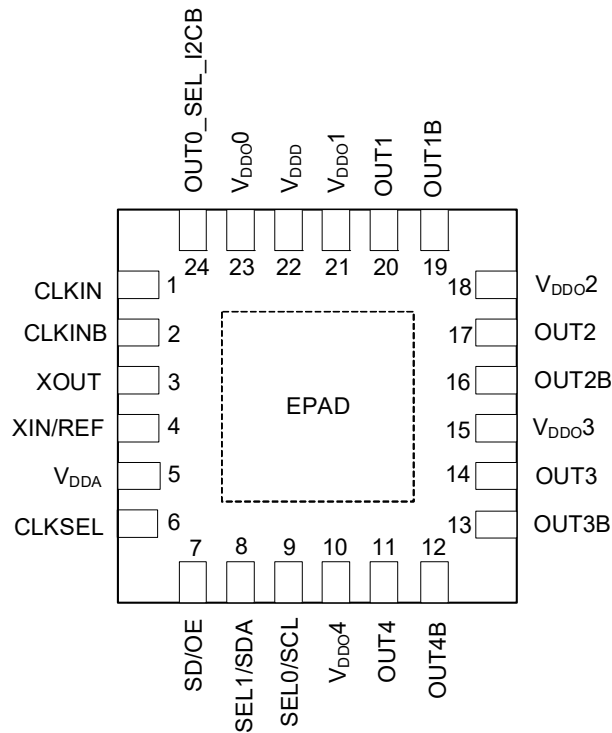 OUT0_SEL_I2CB
VDDO0
VDDD
VDDO1
OUT1
OUT1B
24
23
22
21
20
19
CLKIN
1
CLKINB
2
XOUT
3
XIN/REF
4
VDDA
5
CLKSEL
6
EPAD
18
VDDO2
17
OUT2
16
OUT2B
15
VDDO3
14
OUT3
13
OUT3B
7
8
9
10
11
12
SD/OE
SEL1/SDA
SEL0/SCL
VDDO4
OUT4
OUT4B